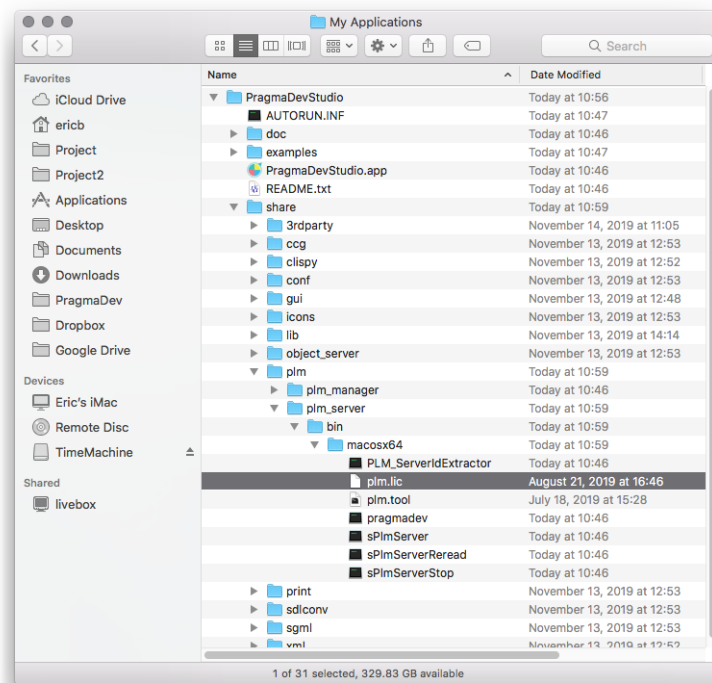 My Applications
Search
Favorites
iCloud Drive
ericb
Project
Project2
Applications
Desktop
Documents
Downloads
PragmaDev
Dropbox
Google Drive
Devices
Eric's iMac
Remote Disc
TimeMachine
Shared
livebox
Name Date Modified
PragmaDevStudio Today at 10:56
AUTORUN.INF Today at 10:47
doc Today at 10:46
examples Today at 10:47
PragmaDevStudio.app Today at 10:46
README.txt Today at 10:46
share Today at 10:59
3rdparty November 14, 2019 at 11:05
ccg November 13, 2019 at 12:53
clispy November 13, 2019 at 12:52
conf November 13, 2019 at 12:53
gui November 13, 2019 at 12:48
icons November 13, 2019 at 12:53
lib November 13, 2019 at 14:14
object_server November 13, 2019 at 12:53
plm Today at 10:59
plm_manager Today at 10:46
plm_server Today at 10:59
bin Today at 10:59
macosx64 Today at 10:59
PLM_ServerIdExtractor Today at 10:46
plm.lic August 21, 2019 at 16:46
plm.tool July 18, 2019 at 15:28
pragmadev Today at 10:46
sPlmServer Today at 10:46
sPlmServerReread Today at 10:46
sPlmServerStop Today at 10:46
print November 13, 2019 at 12:53
sdlconv November 13, 2019 at 12:53
sgml November 13, 2019 at 12:53
xml November 13, 2019 at 12:52
1 of 31 selected, 329.83 GB available